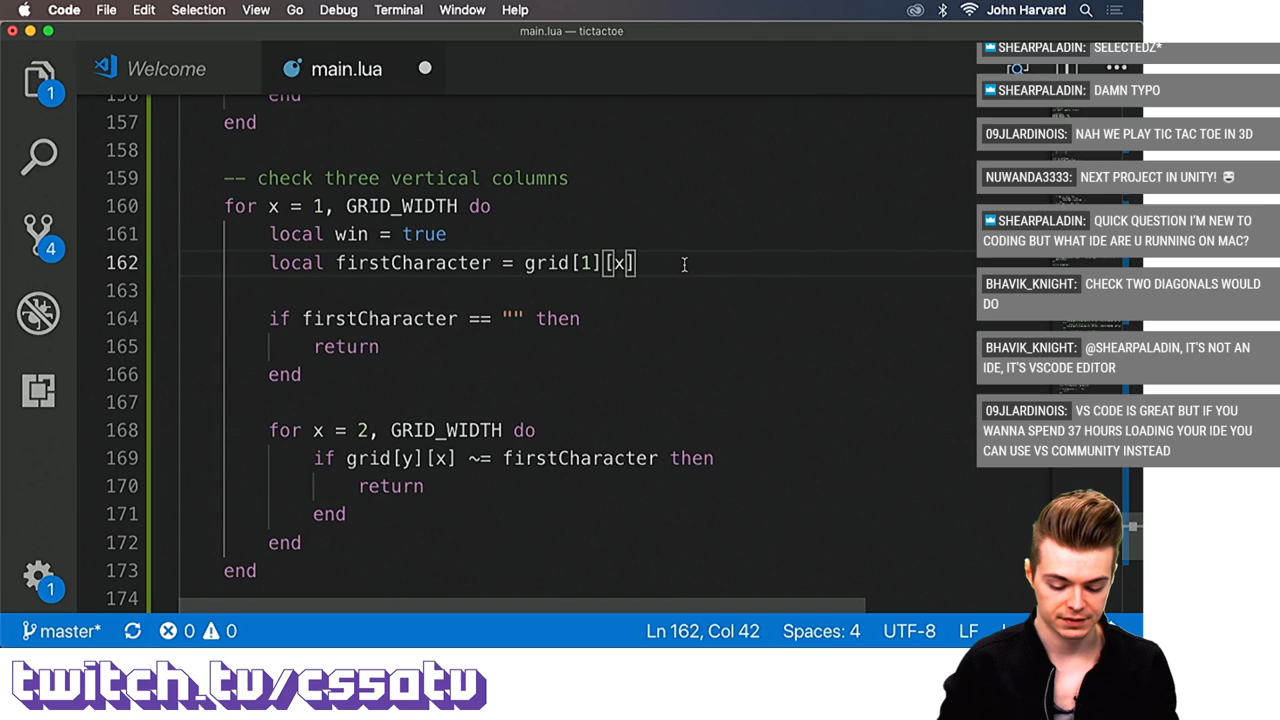 Code File Edit Selection View Go Debug Terminal Window Help John Harvard
main.lua — tictactoe
Welcome main.lua
1
4
1
156 end
157 end
158
159 -- check three vertical columns
160 for x = 1, GRID_WIDTH do
161 local win = true
162 local firstCharacter = grid[1][x]
163
164 if firstCharacter == "" then
165 return
166 end
167
168 for x = 2, GRID_WIDTH do
169 if grid[y][x] ~= firstCharacter then
170 return
171 end
172 end
173 end
174
master* 0 0 Ln 162, Col 42 Spaces: 4 UTF-8 LF
SHEARPALADIN: SELECTEDZ*
SHEARPALADIN: DAMN TYPO
09JLARDINOIS: NAH WE PLAY TIC TAC TOE IN 3D
NUWANDA3333: NEXT PROJECT IN UNITY!
SHEARPALADIN: QUICK QUESTION I'M NEW TO
CODING BUT WHAT IDE ARE U RUNNING ON MAC?
BHAVIK_KNIGHT: CHECK TWO DIAGONALS WOULD
DO
BHAVIK_KNIGHT: @SHEARPALADIN, IT'S NOT AN
IDE, IT'S VSCODE EDITOR
09JLARDINOIS: VS CODE IS GREAT BUT IF YOU
WANNA SPEND 37 HOURS LOADING YOUR IDE YOU
CAN USE VS COMMUNITY INSTEAD
twitch.tv/cs50tv